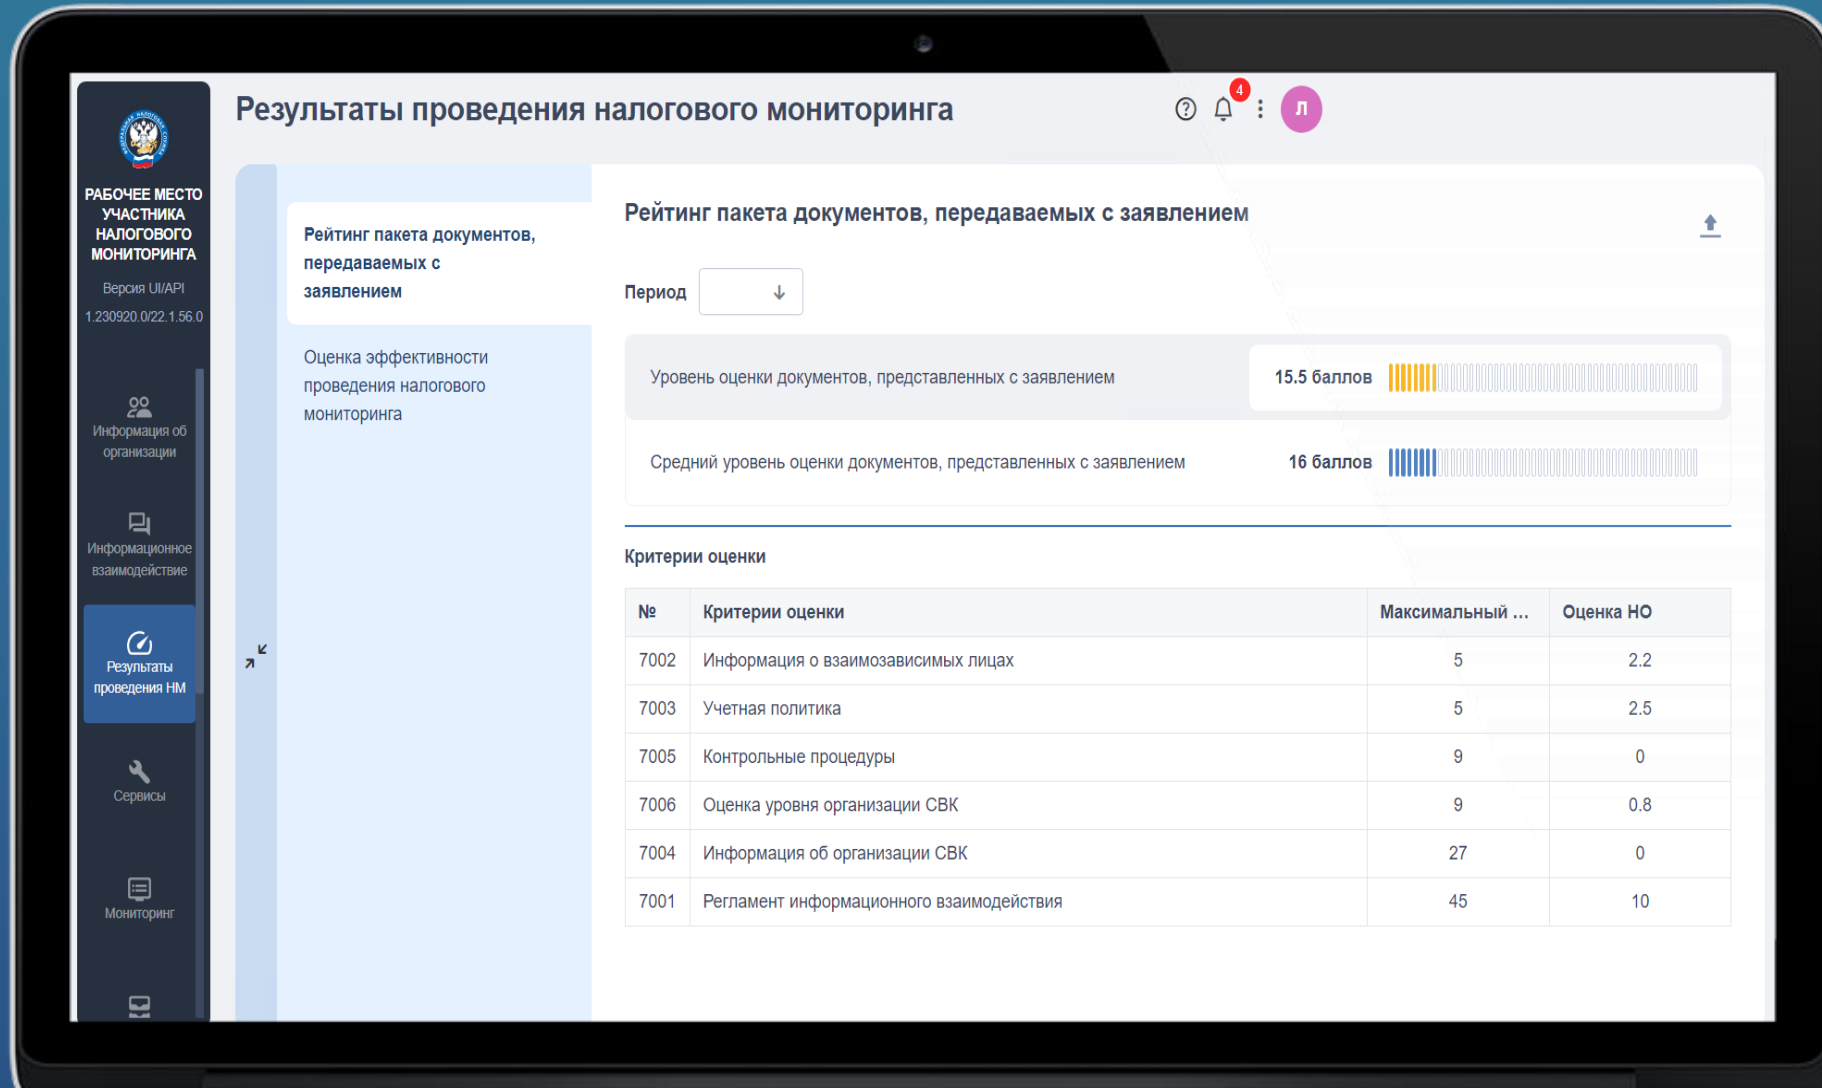 Результаты проведения налогового мониторинга
4
Л
РАБОЧЕЕ МЕСТО
УЧАСТНИКА
НАЛОГОВОГО
МОНИТОРИНГА
Версия UI/API
1.230920.0/22.1.56.0
Информация об
организации
Информационное
взаимодействие
Результаты
проведения НМ
Сервисы
Мониторинг
Рейтинг пакета документов,
передаваемых с
заявлением
Оценка эффективности
проведения налогового
мониторинга
Рейтинг пакета документов, передаваемых с заявлением
Период
Уровень оценки документов, представленных с заявлением 15.5 баллов
Средний уровень оценки документов, представленных с заявлением 16 баллов
Критерии оценки
№ Критерии оценки Максимальный ... Оценка НО
7002 Информация о взаимозависимых лицах 5 2.2
7003 Учетная политика 5 2.5
7005 Контрольные процедуры 9 0
7006 Оценка уровня организации СВК 9 0.8
7004 Информация об организации СВК 27 0
7001 Регламент информационного взаимодействия 45 10